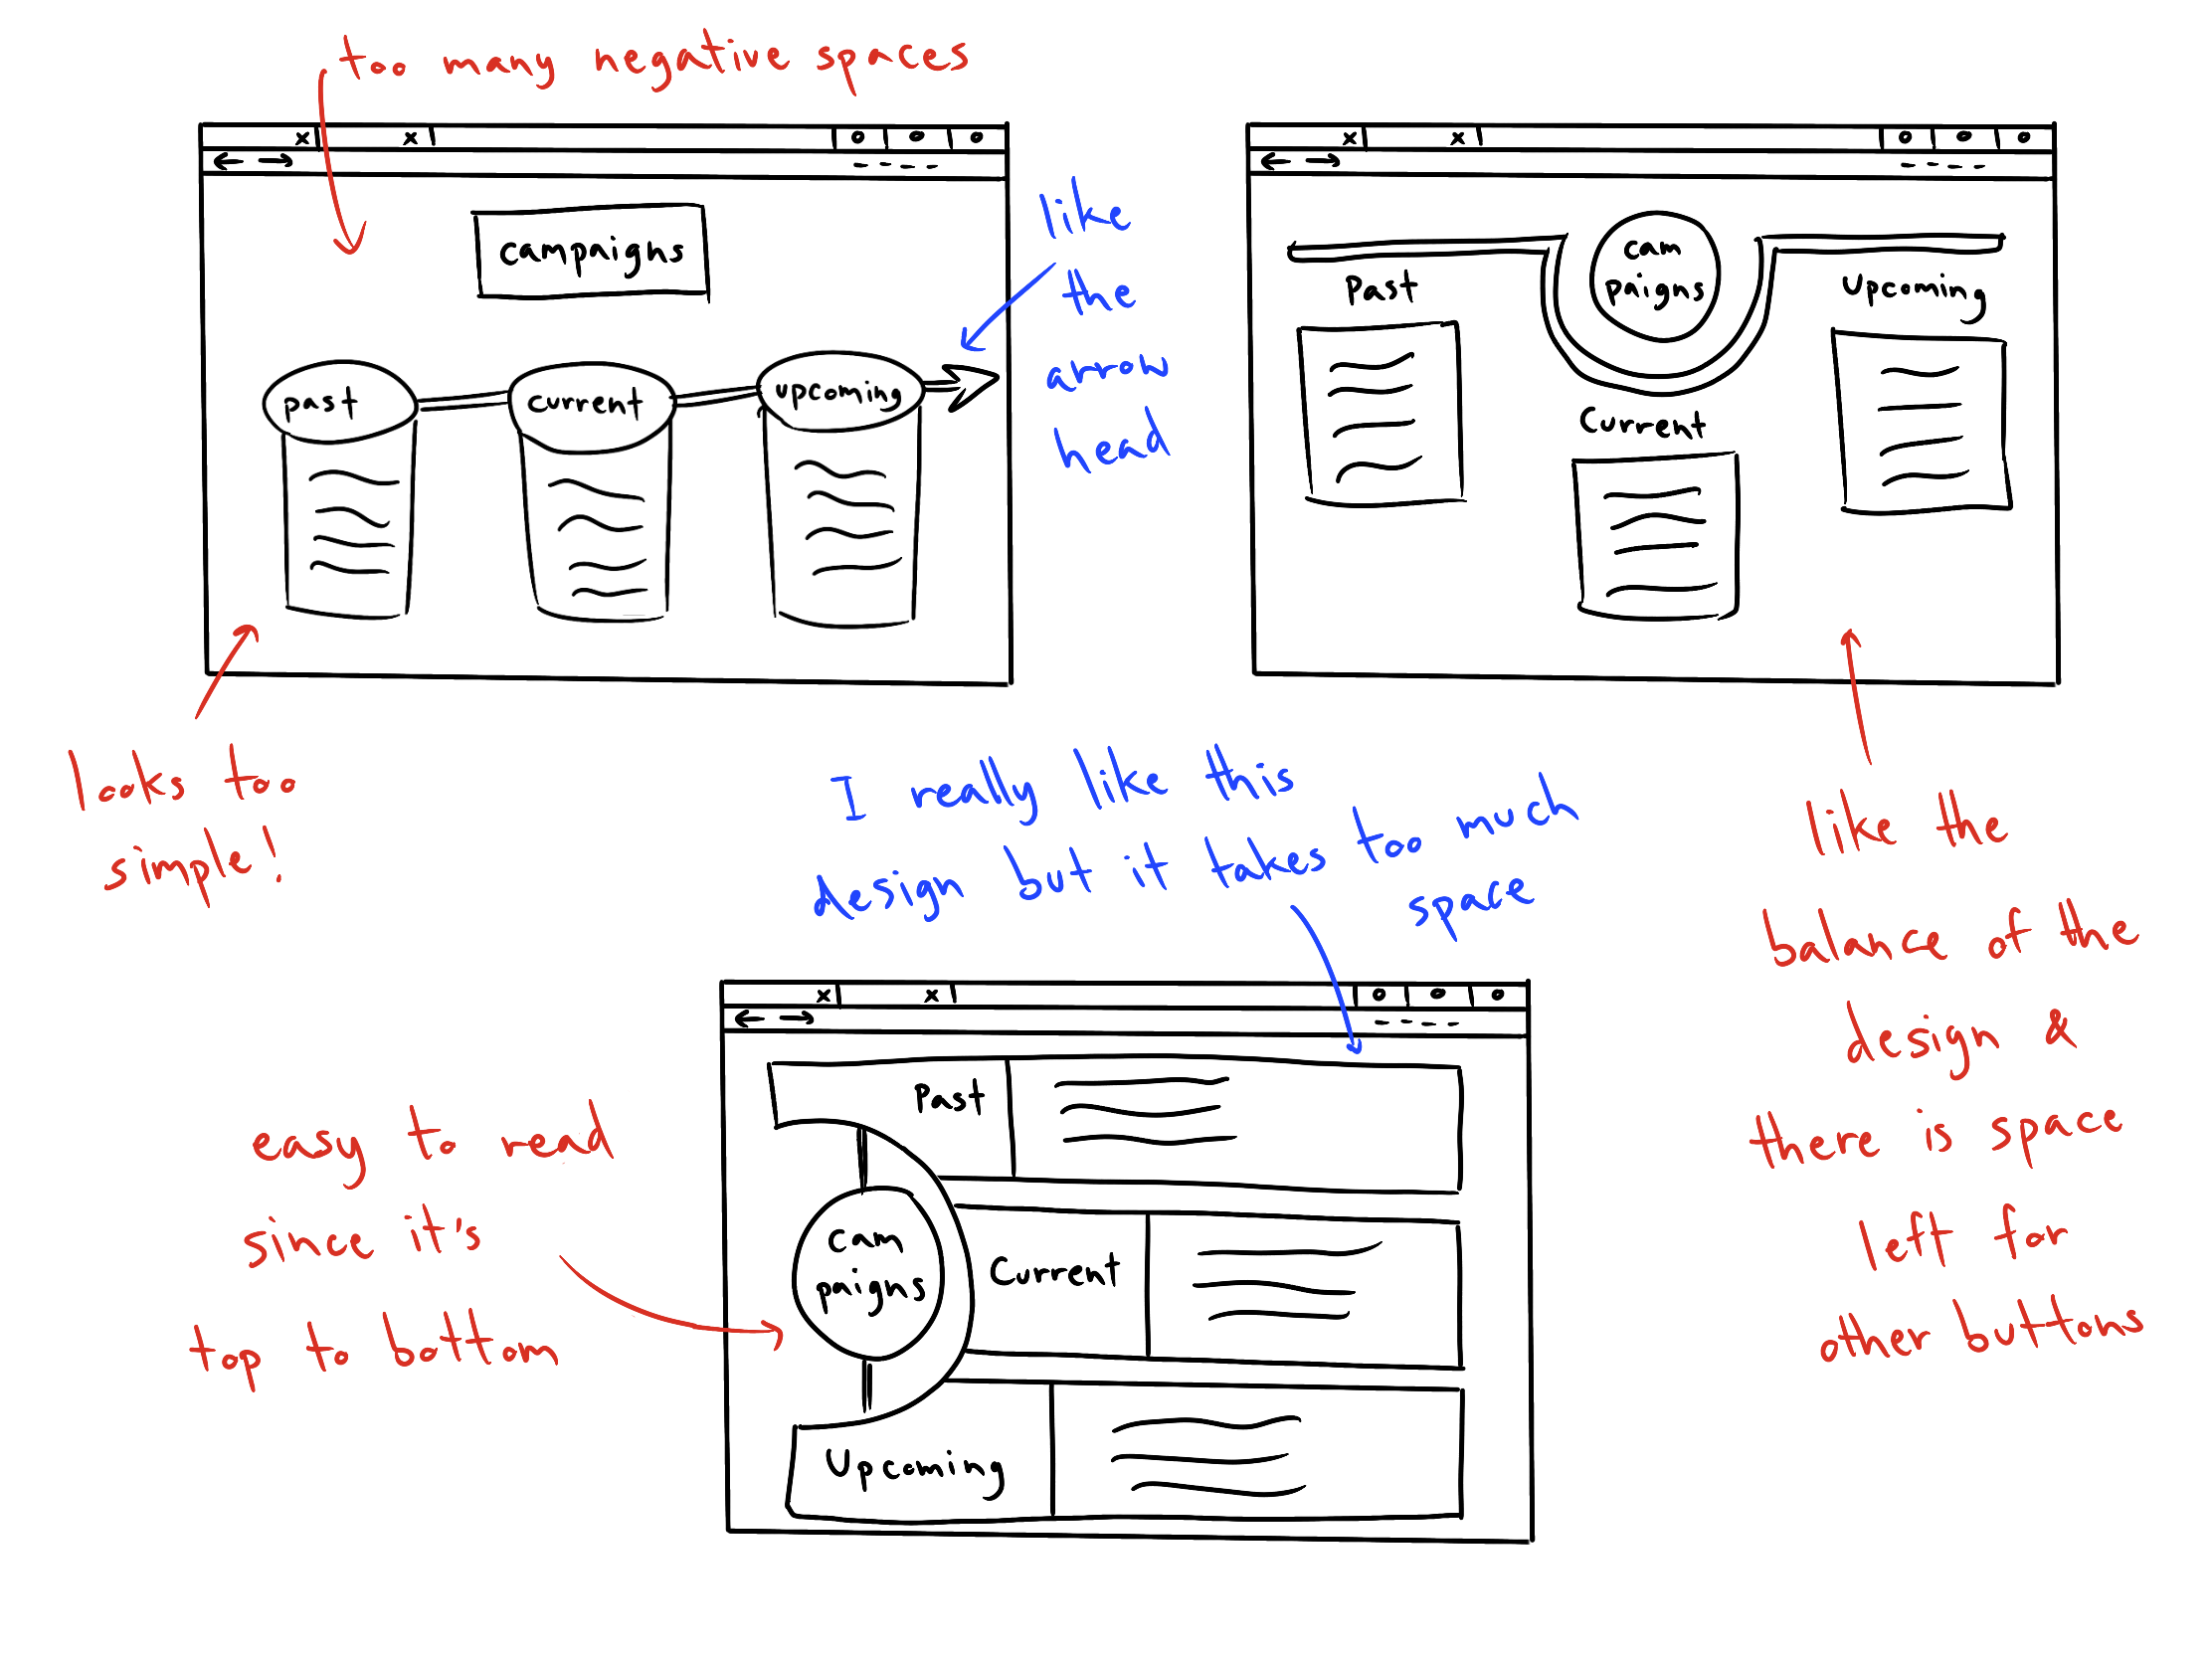 too many negative spaces
campaighs
past
current
upcoming
like
the
arrow
head
looks too
simple!
cam
paigns
Past
Upcoming
Current
like the
balance of the
design &
there is space
left for
other buttons
I really like this
design but it takes too much
space
easy to read
since it's
top to bottom
Past
cam
paigns
Current
Upcoming